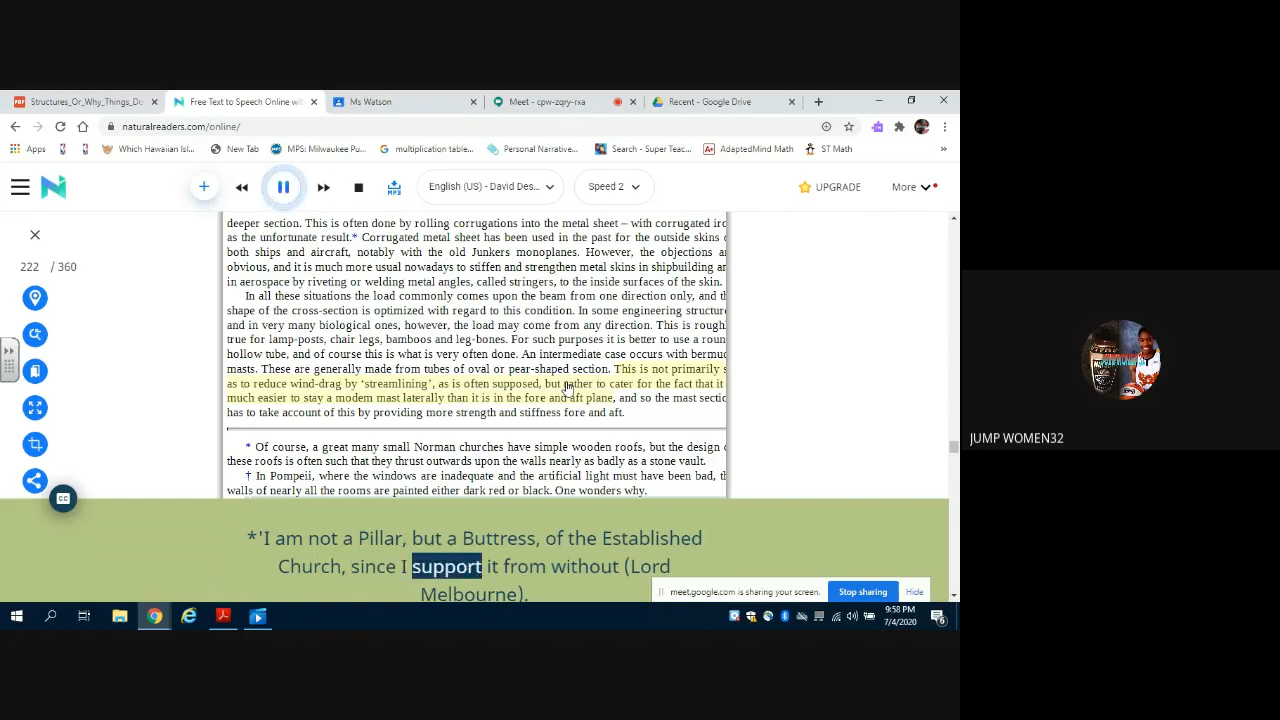 Structures_Or_Why_Things_Do
Free Text to Speech Online wit
Ms Watson
Meet - cpw-zqry-rxa
Recent - Google Drive
naturalreaders.com/online/
Apps
Which Hawaiian Isl...
New Tab
MPS: Milwaukee Pu...
multiplication table...
Personal Narrative...
Search - Super Teac...
AdaptedMind Math
ST Math
»
MP3
English (US) - David Des...
Speed 2
UPGRADE
More
222 / 360
deeper section. This is often done by rolling corrugations into the metal sheet – with corrugated iro
as the unfortunate result.* Corrugated metal sheet has been used in the past for the outside skins o
both ships and aircraft, notably with the old Junkers monoplanes. However, the objections ar
obvious, and it is much more usual nowadays to stiffen and strengthen metal skins in shipbuilding an
in aerospace by riveting or welding metal angles, called stringers, to the inside surfaces of the skin.
In all these situations the load commonly comes upon the beam from one direction only, and th
shape of the cross-section is optimized with regard to this condition. In some engineering structure
and in very many biological ones, however, the load may come from any direction. This is rough
true for lamp-posts, chair legs, bamboos and leg-bones. For such purposes it is better to use a roun
hollow tube, and of course this is what is very often done. An intermediate case occurs with bermud
masts. These are generally made from tubes of oval or pear-shaped section. This is not primarily s
as to reduce wind-drag by ‘streamlining’, as is often supposed, but rather to cater for the fact that it
much easier to stay a modem mast laterally than it is in the fore and aft plane, and so the mast sectio
has to take account of this by providing more strength and stiffness fore and aft.
* Of course, a great many small Norman churches have simple wooden roofs, but the design o
these roofs is often such that they thrust outwards upon the walls nearly as badly as a stone vault.
† In Pompeii, where the windows are inadequate and the artificial light must have been bad, th
walls of nearly all the rooms are painted either dark red or black. One wonders why.
CC
*'I am not a Pillar, but a Buttress, of the Established
Church, since I support it from without (Lord
Melbourne).
meet.google.com is sharing your screen.
Stop sharing
Hide
9:58 PM
7/4/2020
6
JUMP WOMEN32